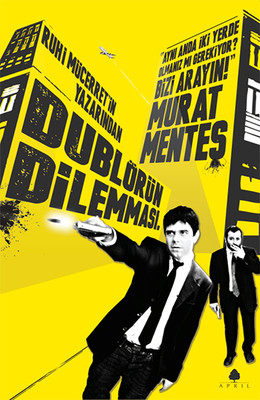 RUHİ MÜCERRET'İN
YAZARINDAN
DUBLÖRÜN
DİLEMMASI
"AYNI ANDA İKİ YERDE
OLMANIZ MI GEREKİYOR?
BİZİ ARAYIN!"
MURAT
MENTEŞ
APRIL